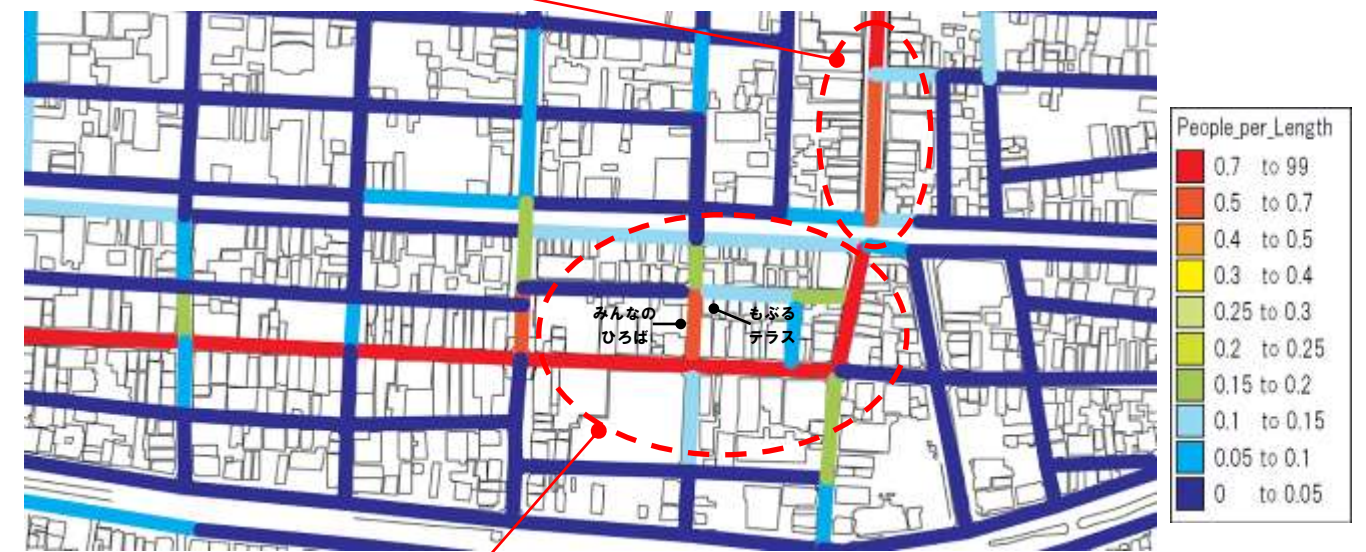 People_per_Length
0.7 to 99
0.5 to 0.7
0.4 to 0.5
0.3 to 0.4
0.25 to 0.3
0.2 to 0.25
0.15 to 0.2
0.1 to 0.15
0.05 to 0.1
0 to 0.05
みんなの
ひろば
もぶる
テラス